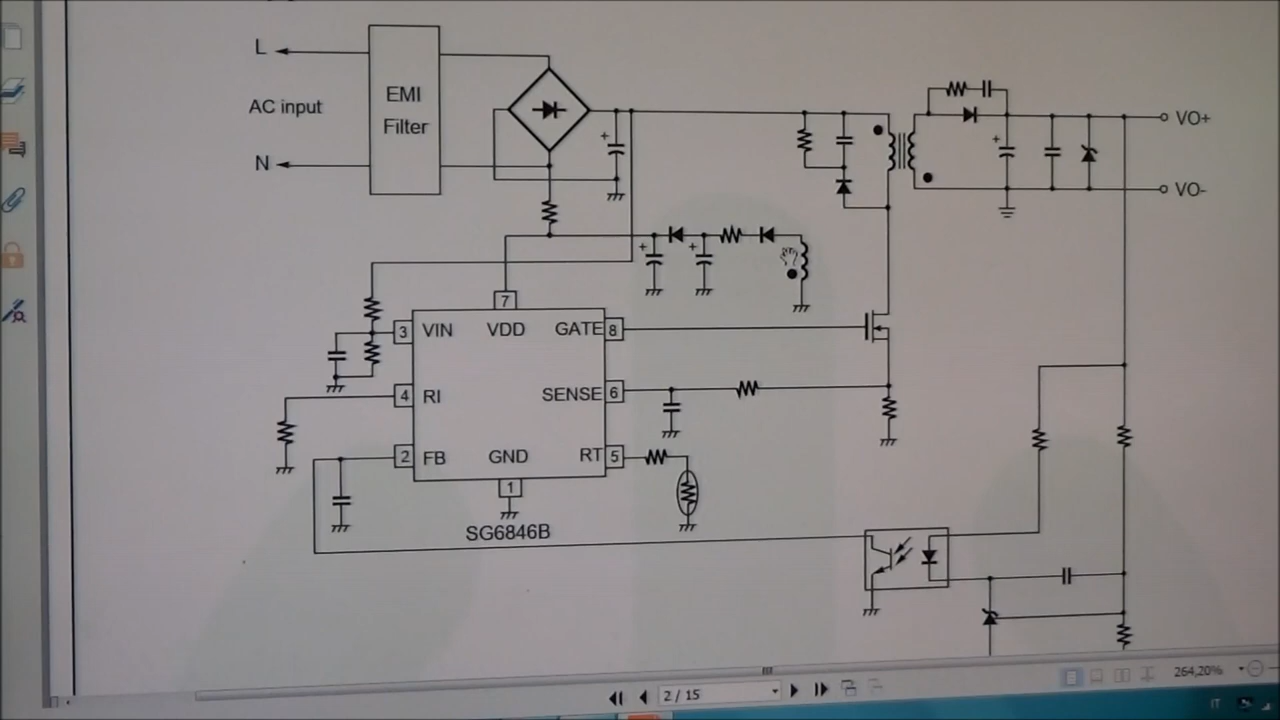 L
AC input
N
EMI
Filter
+
+
+
+
VO+
VO-
7
3 VIN VDD GATE 8
4 RI SENSE 6
2 FB GND RT 5
1
SG6846B
2 / 15
264,20%
IT